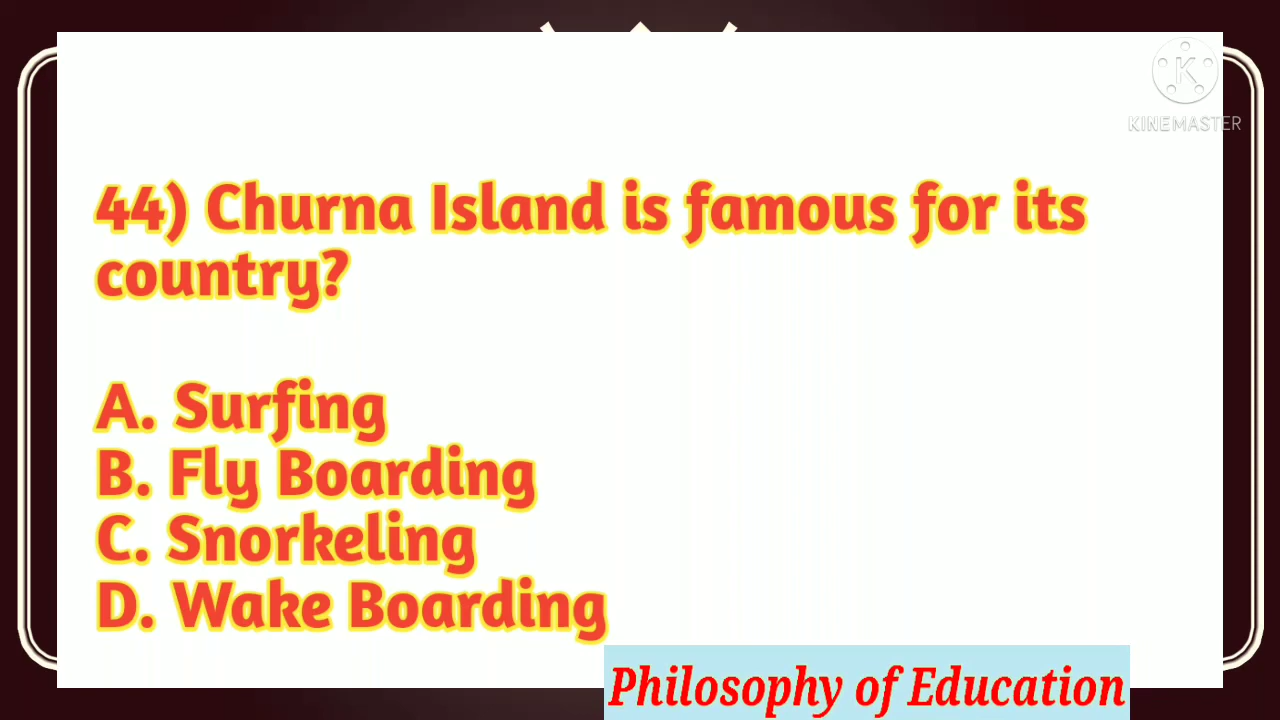 KINEMASTER
44) Churna Island is famous for its
country?
A. Surfing
B. Fly Boarding
C. Snorkeling
D. Wake Boarding
Philosophy of Education